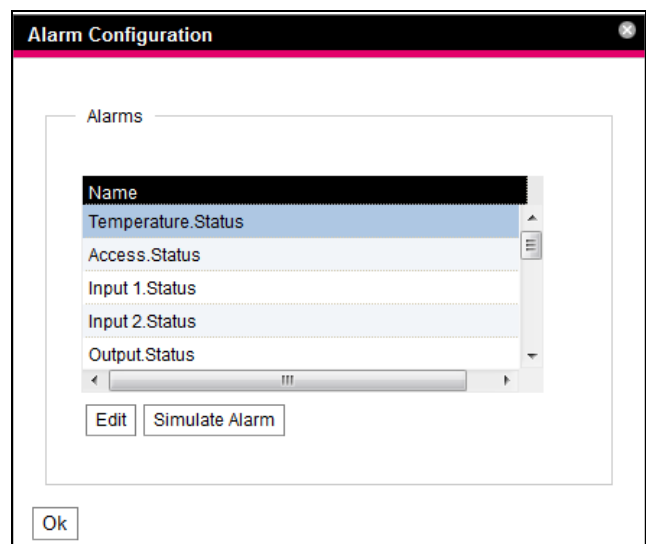 Alarm Configuration
Alarms
Name
Temperature.Status
Access.Status
Input 1.Status
Input 2.Status
Output.Status
Edit Simulate Alarm
Ok